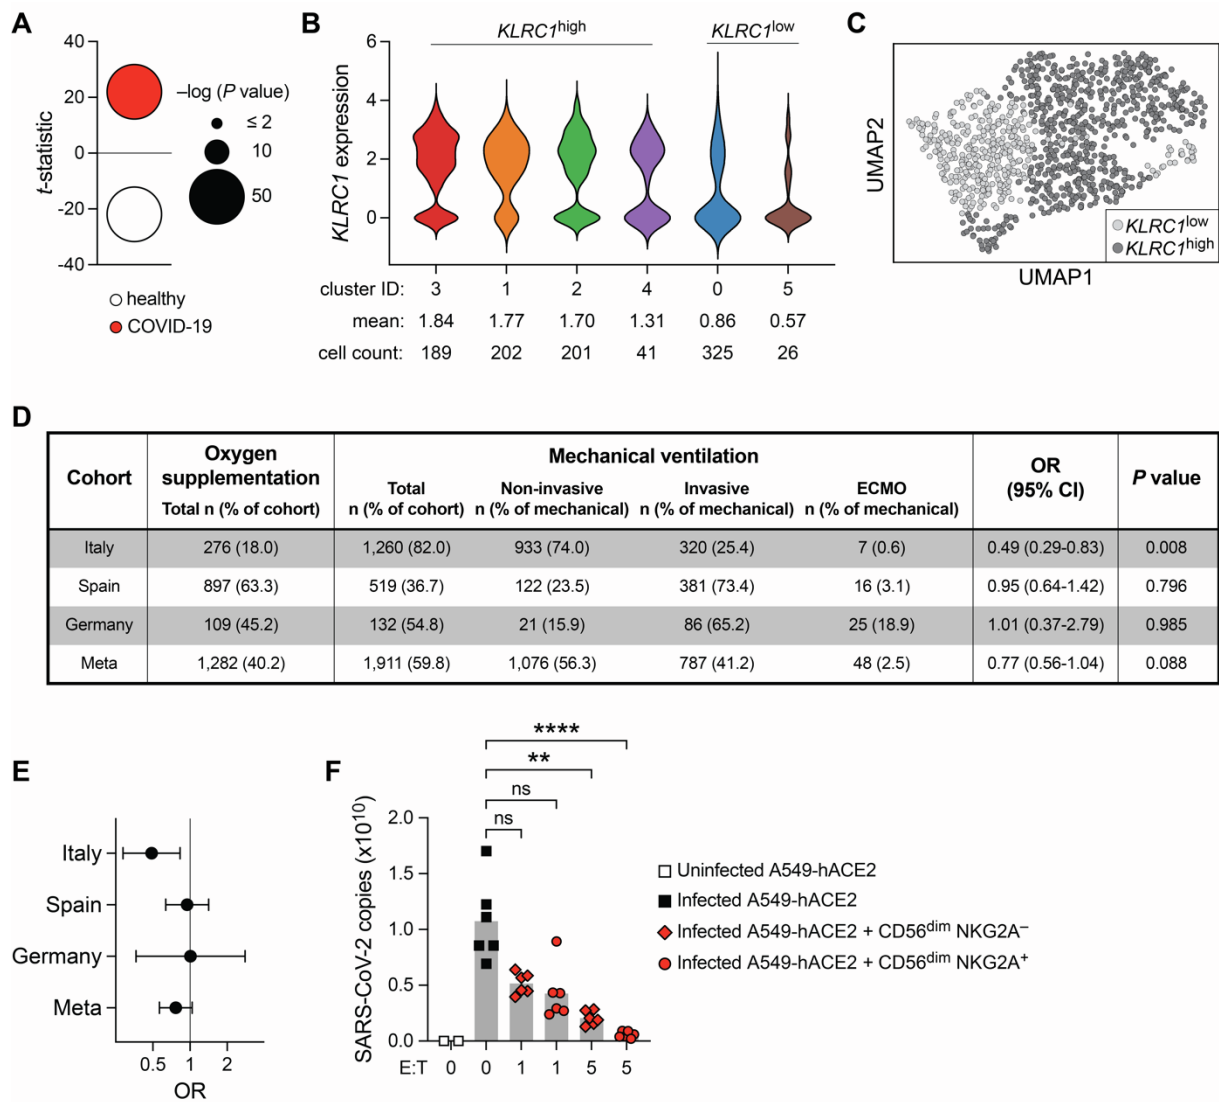 A
40
20
0
-20
-40
t-statistic
–log (P value)
≤ 2
10
50
healthy
COVID-19
B
KLRC1high
KLRC1low
6
4
2
0
KLRC1 expression
cluster ID: 3 1 2 4 0 5
mean: 1.84 1.77 1.70 1.31 0.86 0.57
cell count: 189 202 201 41 325 26
C
UMAP2
UMAP1
KLRC1low
KLRC1high
D
Cohort
Oxygen
supplementation
Total n (% of cohort)
Mechanical ventilation
Total Non-invasive Invasive ECMO
n (% of cohort) n (% of mechanical) n (% of mechanical) n (% of mechanical)
OR
(95% CI)
P value
Italy 276 (18.0) 1,260 (82.0) 933 (74.0) 320 (25.4) 7 (0.6) 0.49 (0.29-0.83) 0.008
Spain 897 (63.3) 519 (36.7) 122 (23.5) 381 (73.4) 16 (3.1) 0.95 (0.64-1.42) 0.796
Germany 109 (45.2) 132 (54.8) 21 (15.9) 86 (65.2) 25 (18.9) 1.01 (0.37-2.79) 0.985
Meta 1,282 (40.2) 1,911 (59.8) 1,076 (56.3) 787 (41.2) 48 (2.5) 0.77 (0.56-1.04) 0.088
E
Italy
Spain
Germany
Meta
0.5 1 2
OR
F
****
**
ns
ns
SARS-CoV-2 copies (x10^10)
2.0
1.5
1.0
0.5
0.0
E:T 0 0 1 1 5 5
Uninfected A549-hACE2
Infected A549-hACE2
Infected A549-hACE2 + CD56dim NKG2A–
Infected A549-hACE2 + CD56dim NKG2A+